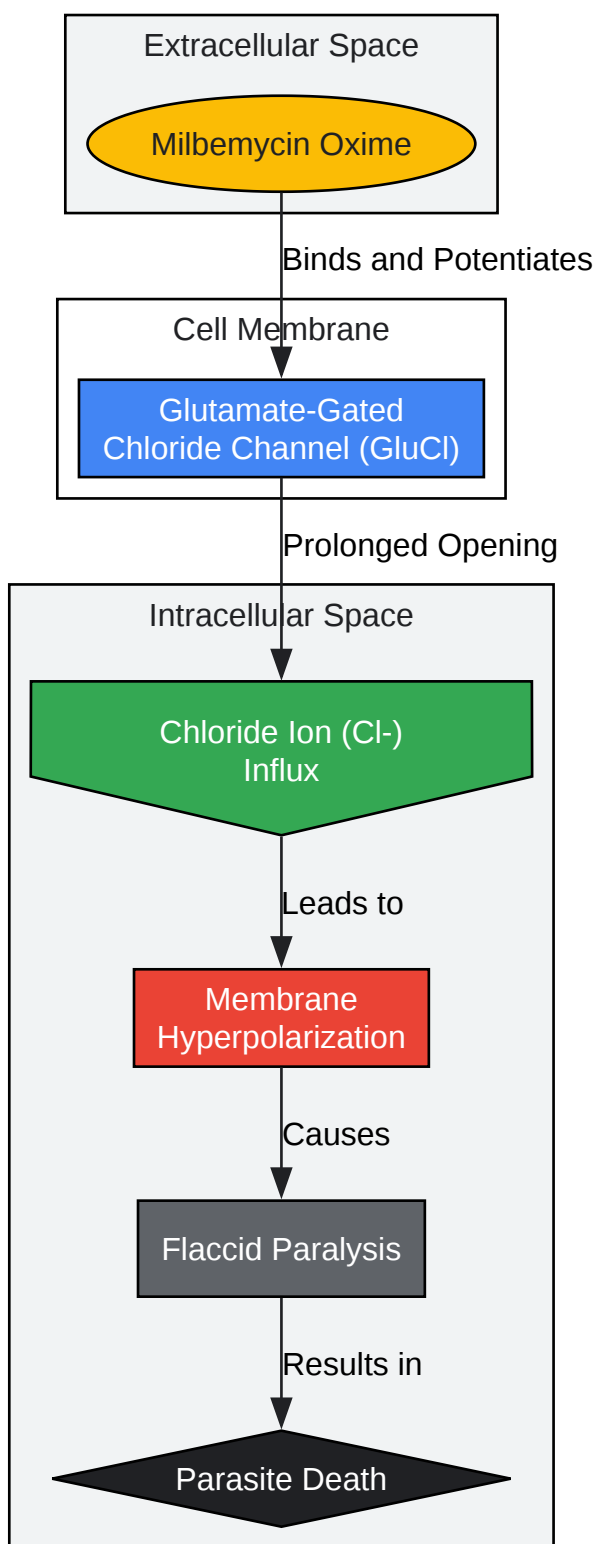 Extracellular Space
Milbemycin Oxime
Binds and Potentiates
Cell Membrane
Glutamate-Gated
Chloride Channel (GluCl)
Prolonged Opening
Intracellular Space
Chloride Ion (Cl-)
Influx
Leads to
Membrane
Hyperpolarization
Causes
Flaccid Paralysis
Results in
Parasite Death